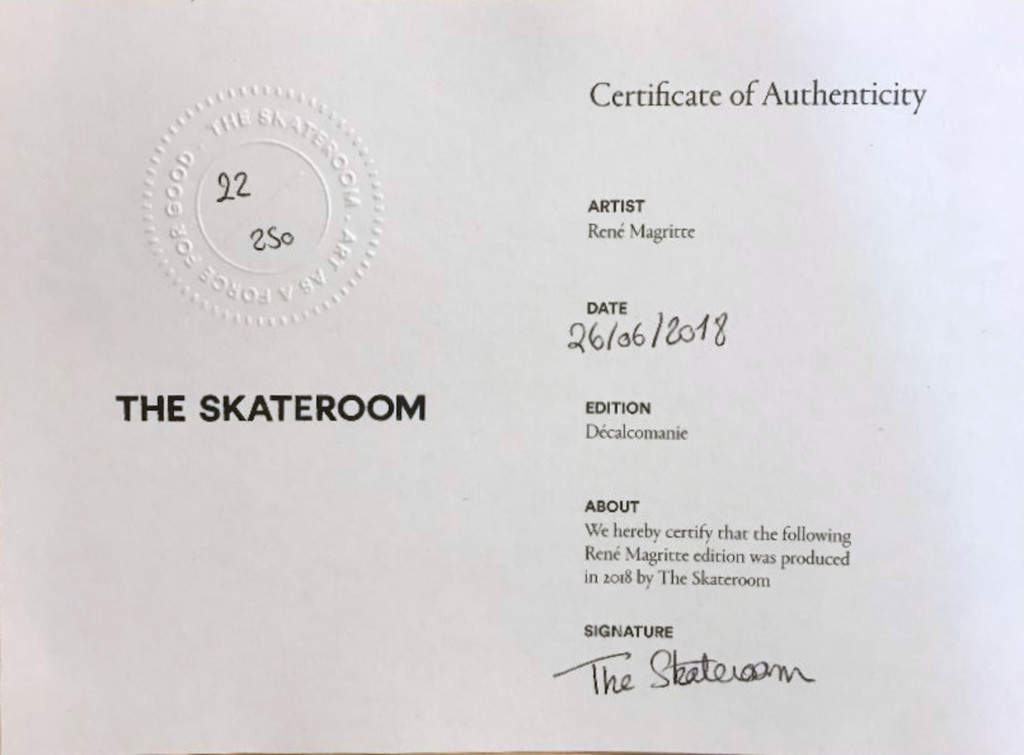 THE SKATEROOM · ART AS A FORCE FOR GOOD ·
22
250
THE SKATEROOM
Certificate of Authenticity
ARTIST
René Magritte
DATE
26/06/2018
EDITION
Décalcomanie
ABOUT
We hereby certify that the following
René Magritte edition was produced
in 2018 by The Skateroom
SIGNATURE
The Skateroom